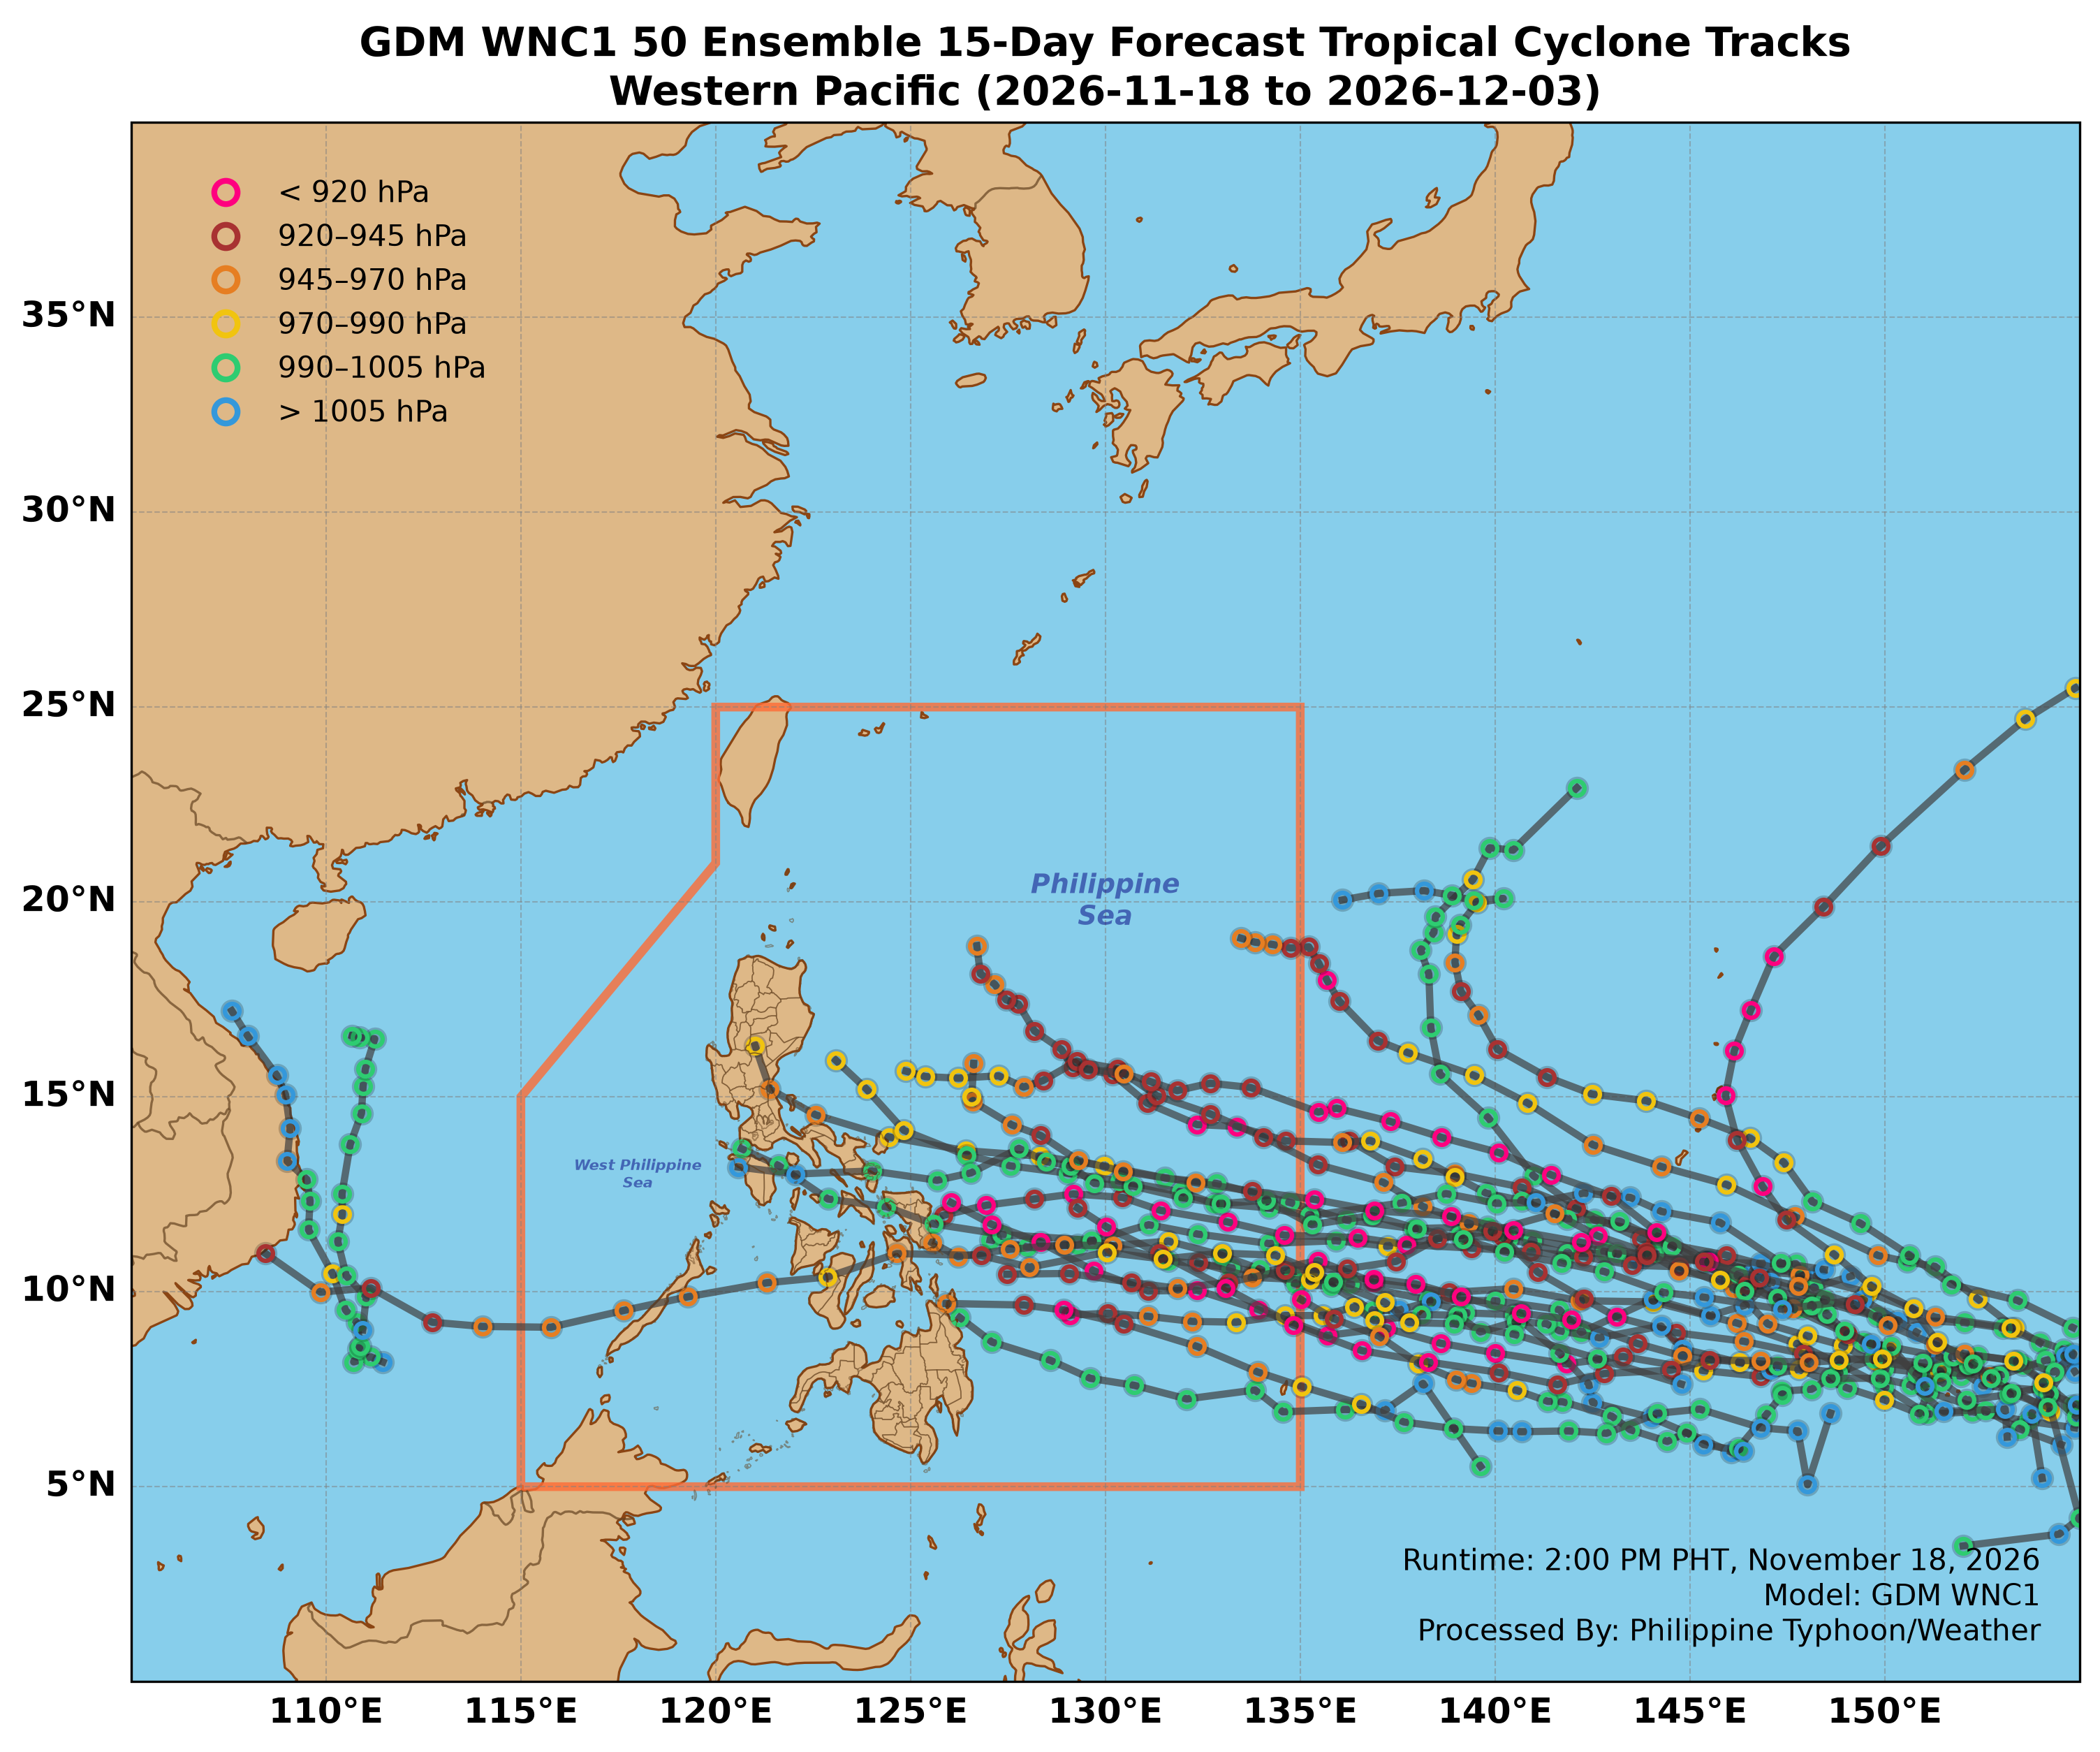 GDM WNC1 50 Ensemble 15-Day Forecast Tropical Cyclone Tracks
Western Pacific (2026-11-18 to 2026-12-03)
< 920 hPa
920–945 hPa
945–970 hPa
970–990 hPa
990–1005 hPa
> 1005 hPa
35°N
30°N
25°N
20°N
15°N
10°N
5°N
Philippine
Sea
West Philippine
Sea
Runtime: 2:00 PM PHT, November 18, 2026
Model: GDM WNC1
Processed By: Philippine Typhoon/Weather
110°E
115°E
120°E
125°E
130°E
135°E
140°E
145°E
150°E